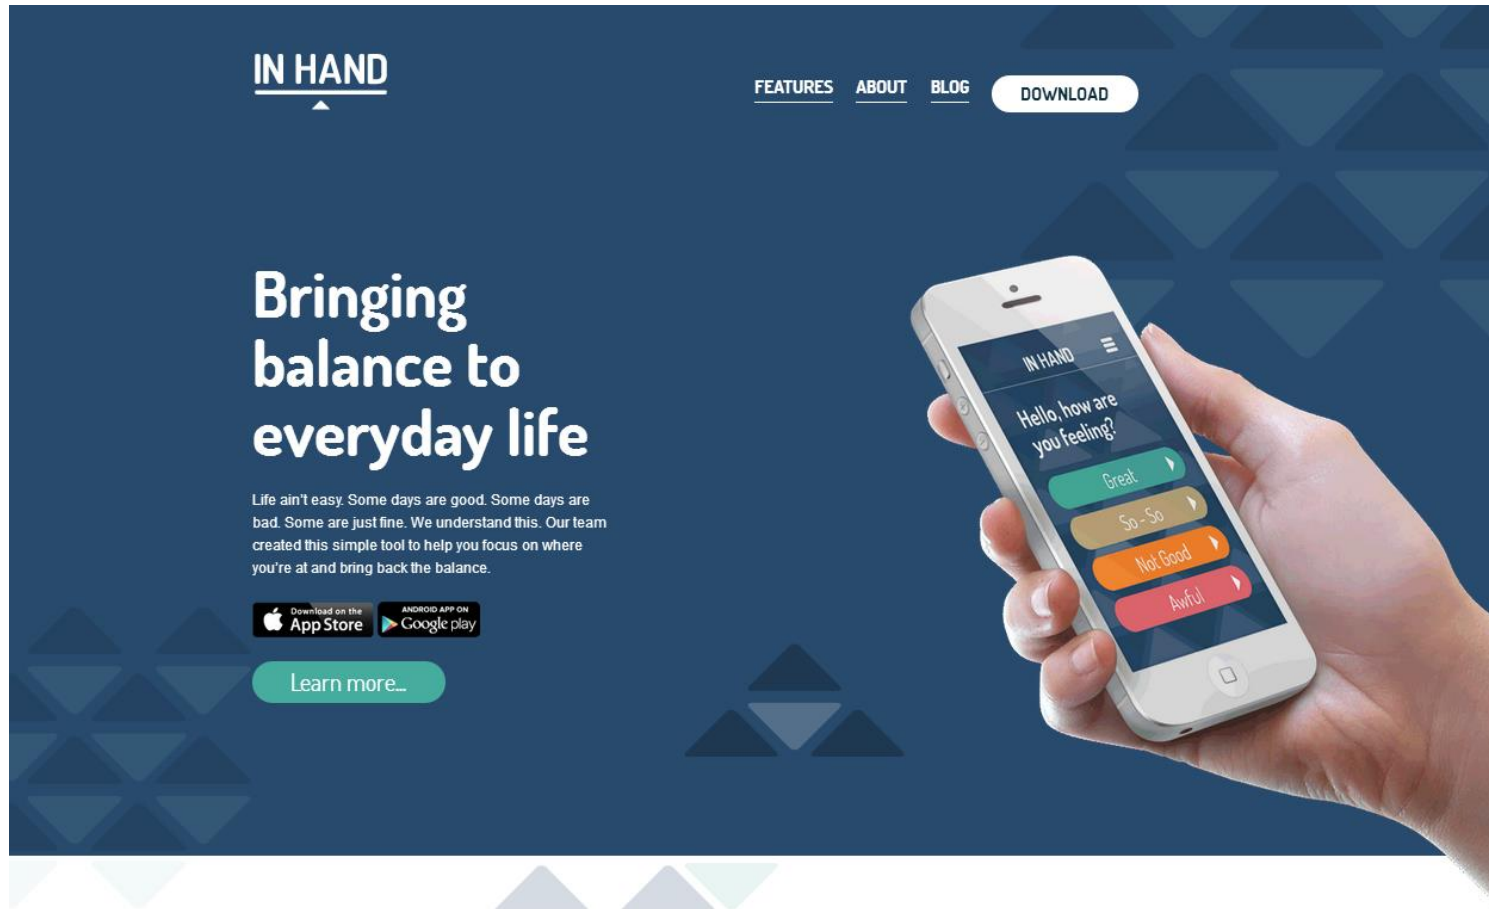 IN HAND
FEATURES ABOUT BLOG DOWNLOAD
Bringing
balance to
everyday life
Life ain't easy. Some days are good. Some days are
bad. Some are just fine. We understand this. Our team
created this simple tool to help you focus on where
you're at and bring back the balance.
Download on the
App Store
ANDROID APP ON
Google play
Learn more...
IN HAND
Hello, how are
you feeling?
Great
So - So
Not Good
Awful